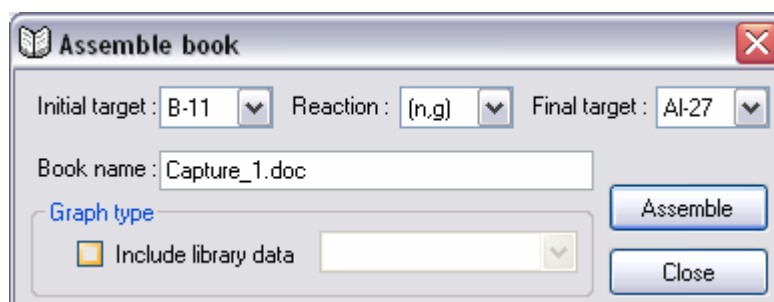 Assemble book
Initial target : B-11 Reaction : (n,g) Final target : Al-27
Book name : Capture_1.doc
Graph type
Assemble
Include library data
Close